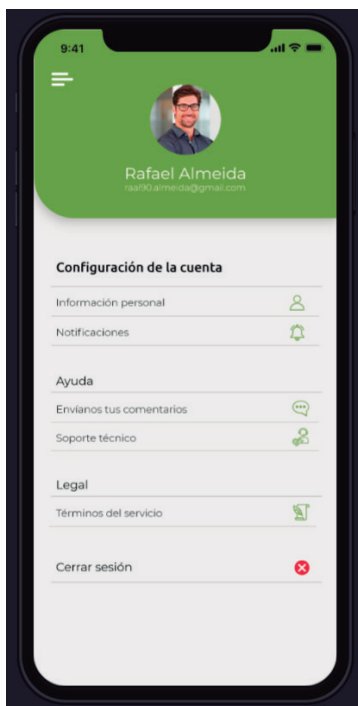 9:41
Rafael Almeida
raal90.almeida@gmail.com
Configuración de la cuenta
Información personal
Notificaciones
Ayuda
Envíanos tus comentarios
Soporte técnico
Legal
Términos del servicio
Cerrar sesión